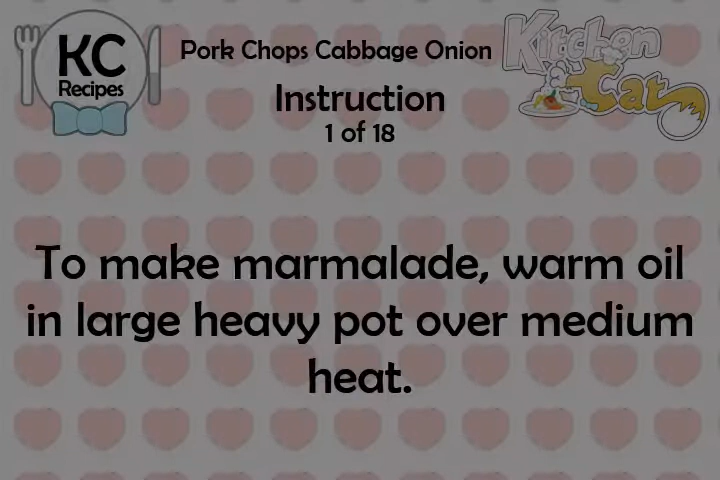 KC
Recipes
Pork Chops Cabbage Onion
Kitchen
Cat
Instruction
1 of 18
To make marmalade, warm oil
in large heavy pot over medium
heat.